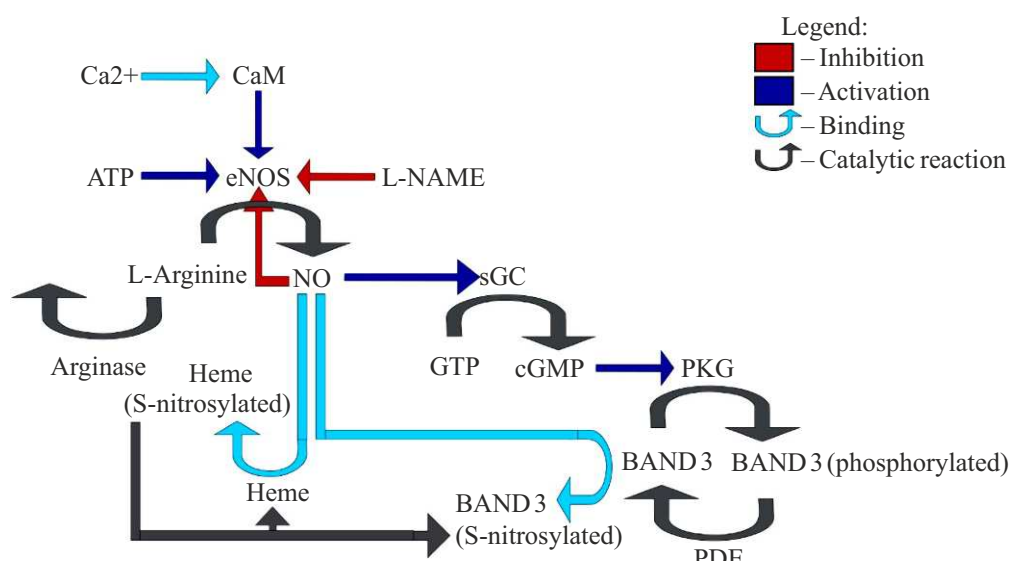 Legend:
– Inhibition
– Activation
– Binding
– Catalytic reaction
Ca2+
CaM
ATP
eNOS
L-NAME
L-Arginine
NO
sGC
Arginase
GTP
cGMP
PKG
Heme
(S-nitrosylated)
BAND 3
BAND 3 (phosphorylated)
Heme
BAND 3
(S-nitrosylated)